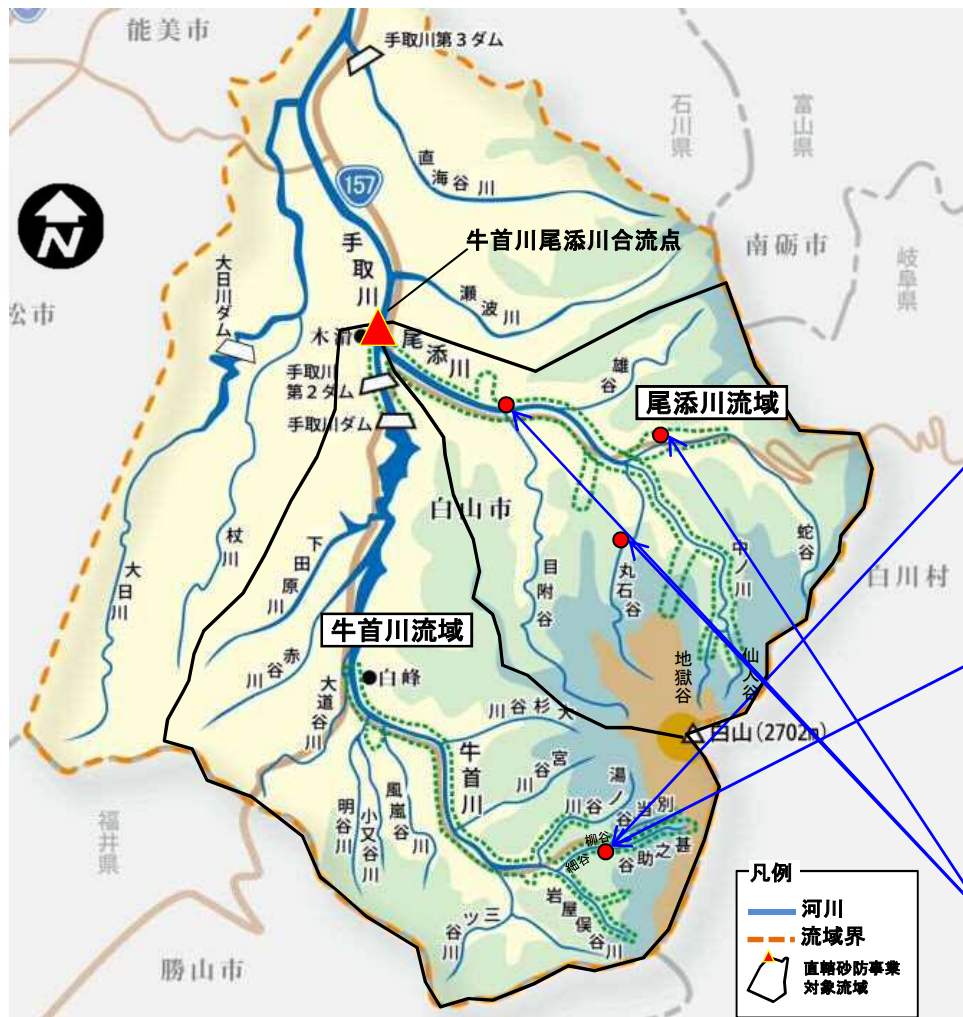 能美市
手取川第3ダム
石川県
富山県
直海谷川
157
N
牛首川尾添川合流点
南砺市
岐阜県
手取川
大日川ダム
松市
瀬波川
木滑
尾添川
雄谷
手取川
第2ダム
尾添川流域
手取川ダム
白山市
杖川
下田原川
大日川
目附谷
丸石谷
中ノ川
蛇谷
白川村
牛首川流域
赤谷川
地獄谷
仙人谷
白峰
大道谷川
大杉谷川
白山(2702m)
牛首川
宮谷川
湯ノ谷川
別当谷
風嵐谷川
明谷川
小又谷川
柳谷
細谷
甚之助谷
福井県
岩屋俣谷川
三ツ谷川
勝山市
凡例
河川
流域界
直轄砂防事業
対象流域